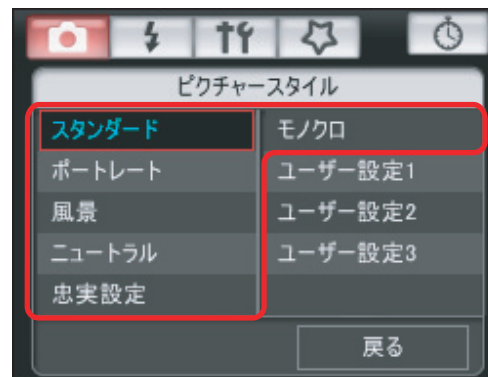 ピクチャースタイル
スタンダード
モノクロ
ポートレート
ユーザー設定1
風景
ユーザー設定2
ニュートラル
ユーザー設定3
忠実設定
戻る